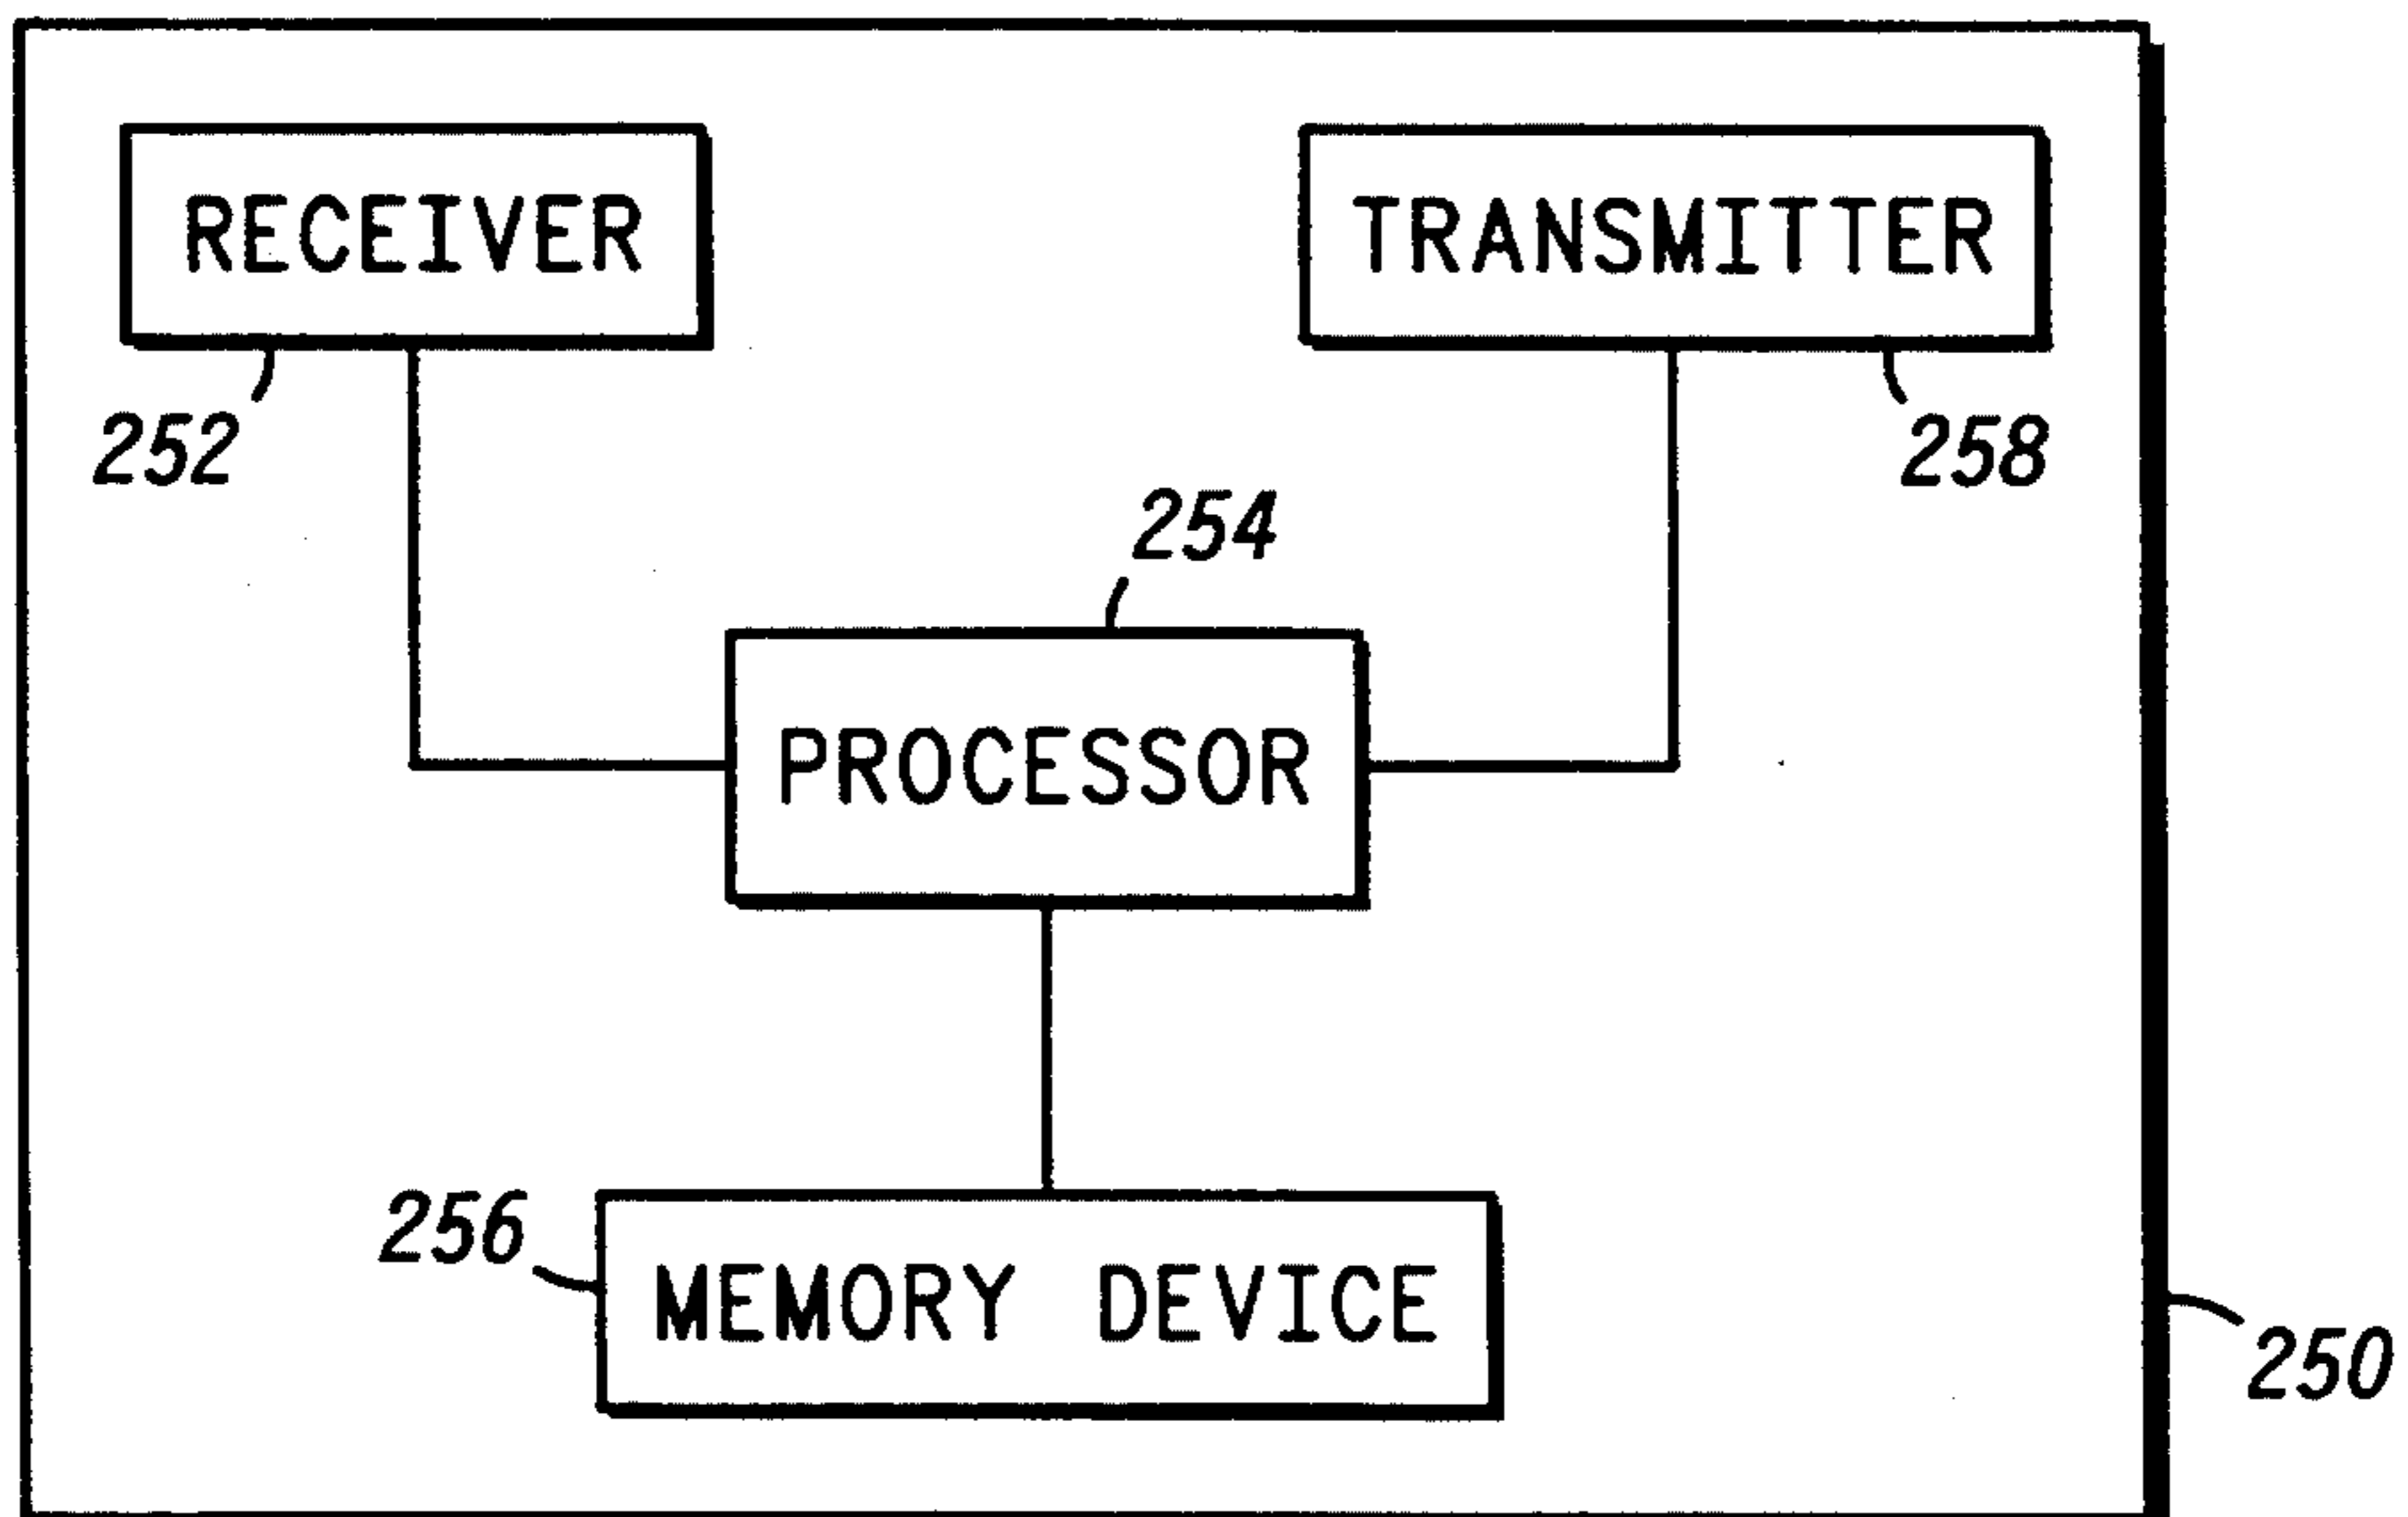 RECEIVER
TRANSMITTER
252
258
254
PROCESSOR
256
MEMORY DEVICE
250